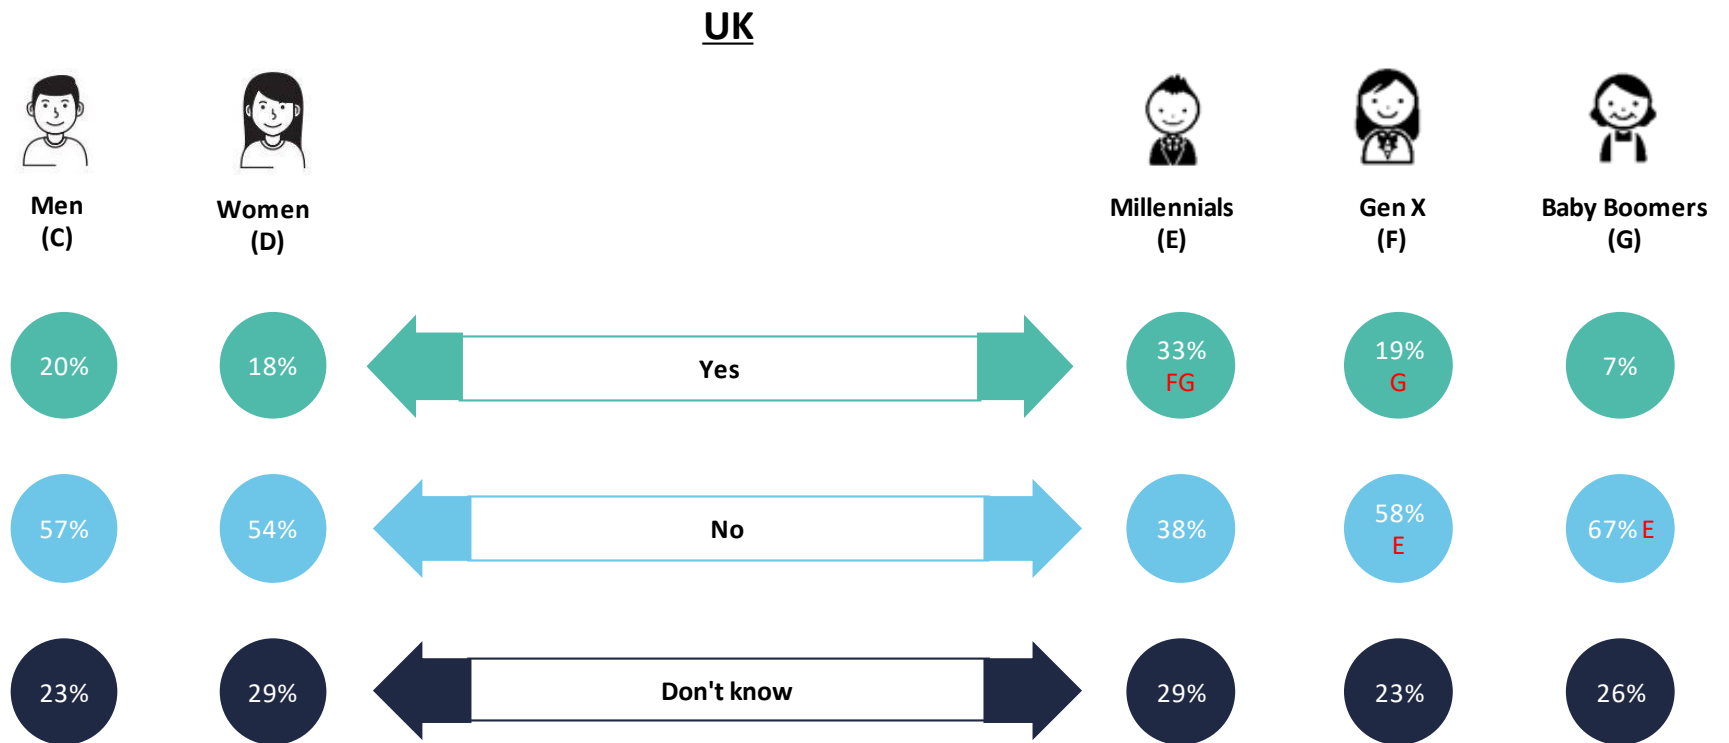 UK
Men
(C)
Women
(D)
Millennials
(E)
Gen X
(F)
Baby Boomers
(G)
20%
18%
Yes
33%
FG
19%
G
7%
57%
54%
No
38%
58%
E
67% E
23%
29%
Don't know
29%
23%
26%